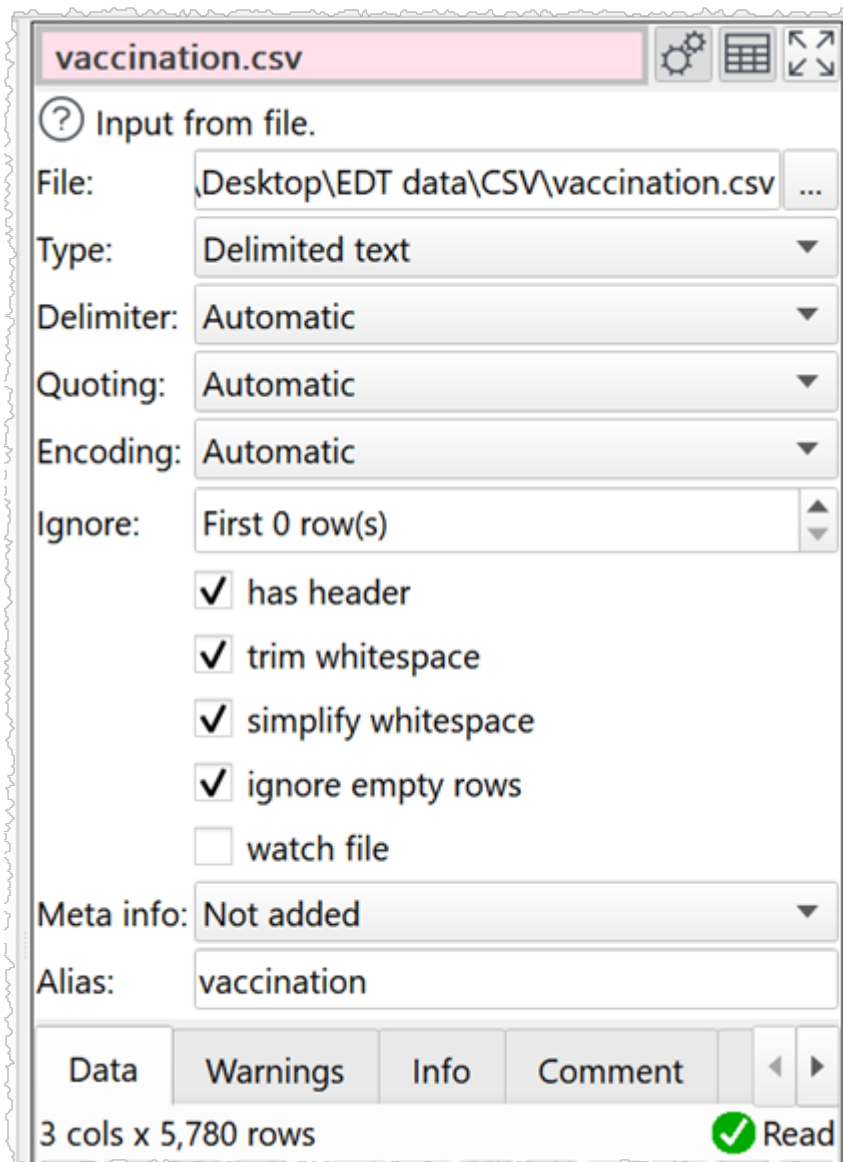 vaccination.csv
? Input from file.
File: \Desktop\EDT data\CSV\vaccination.csv ...
Type: Delimited text
Delimiter: Automatic
Quoting: Automatic
Encoding: Automatic
Ignore: First 0 row(s)
has header
trim whitespace
simplify whitespace
ignore empty rows
watch file
Meta info: Not added
Alias: vaccination
Data Warnings Info Comment
3 cols x 5,780 rows Read